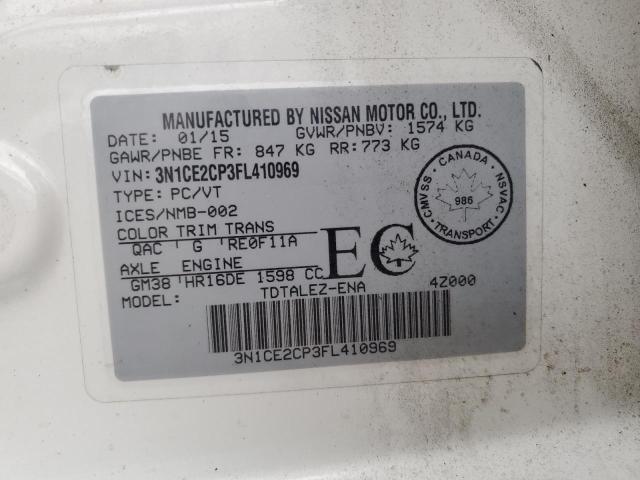 MANUFACTURED BY NISSAN MOTOR CO., LTD.
DATE: 01/15 GVWR/PNBV: 1574 KG
GAWR/PNBE FR: 847 KG RR: 773 KG
VIN: 3N1CE2CP3FL410969
TYPE: PC/VT
ICES/NMB-002
COLOR TRIM TRANS
QAC G RE0F11A
AXLE ENGINE
GM38 HR16DE 1598 CC
MODEL: TDTALEZ-ENA 4Z000
EC
CANADA
CMVSS
NSVAC
986
TRANSPORT
3N1CE2CP3FL410969